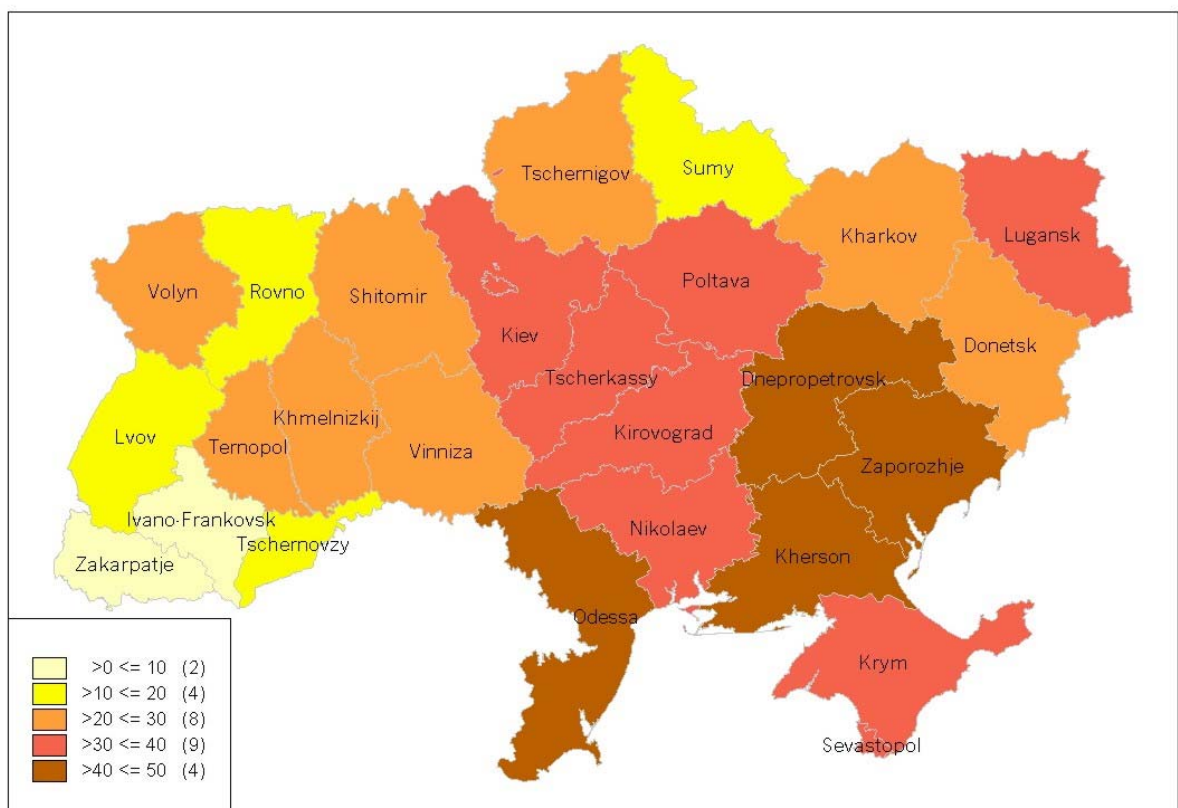 Tschernigov
Sumy
Kharkov
Lugansk
Volyn
Rovno
Shitomir
Kiev
Poltava
Donetsk
Tscherkassy
Dnepropetrovsk
Lvov
Ternopol
Khmelnizkij
Vinniza
Kirovograd
Zaporozhje
Ivano-Frankovsk
Tschernovzy
Nikolaev
Zakarpatje
Kherson
Odessa
Krym
Sevastopol
>0 <= 10 (2)
>10 <= 20 (4)
>20 <= 30 (8)
>30 <= 40 (9)
>40 <= 50 (4)